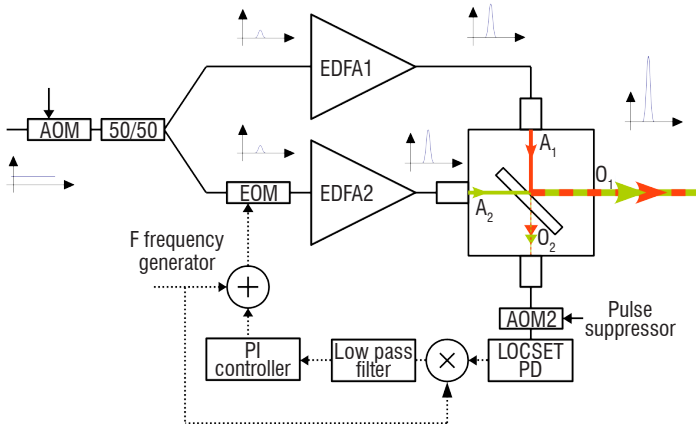 EDFA1
AOM
50/50
A1
O1
EOM
EDFA2
A2
O2
F frequency
generator
+
AOM2
Pulse
suppressor
PI
controller
Low pass
filter
×
LOCSET
PD